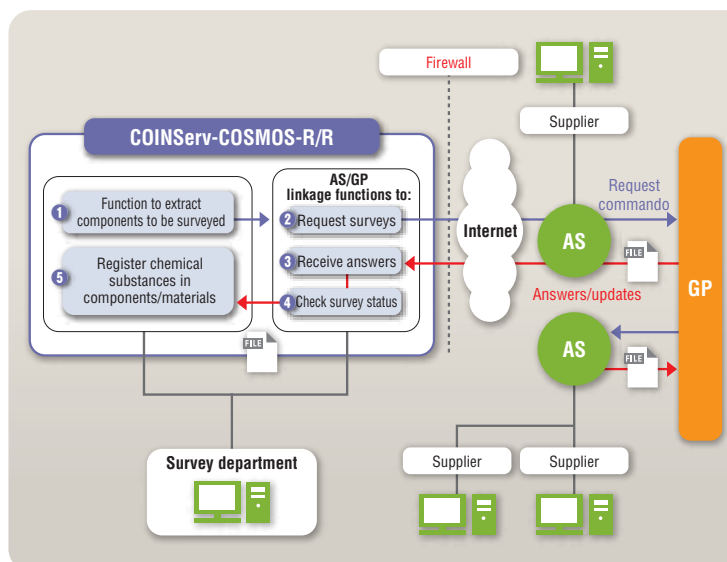 Firewall
Supplier
COINServ-COSMOS-R/R
AS/GP
linkage functions to:
1 Function to extract
components to be surveyed
2 Request surveys
3 Receive answers
4 Check survey status
5 Register chemical
substances in
components/materials
FILE
Internet
AS
Request
commando
FILE
Answers/updates
GP
AS
FILE
Survey department
Supplier
Supplier